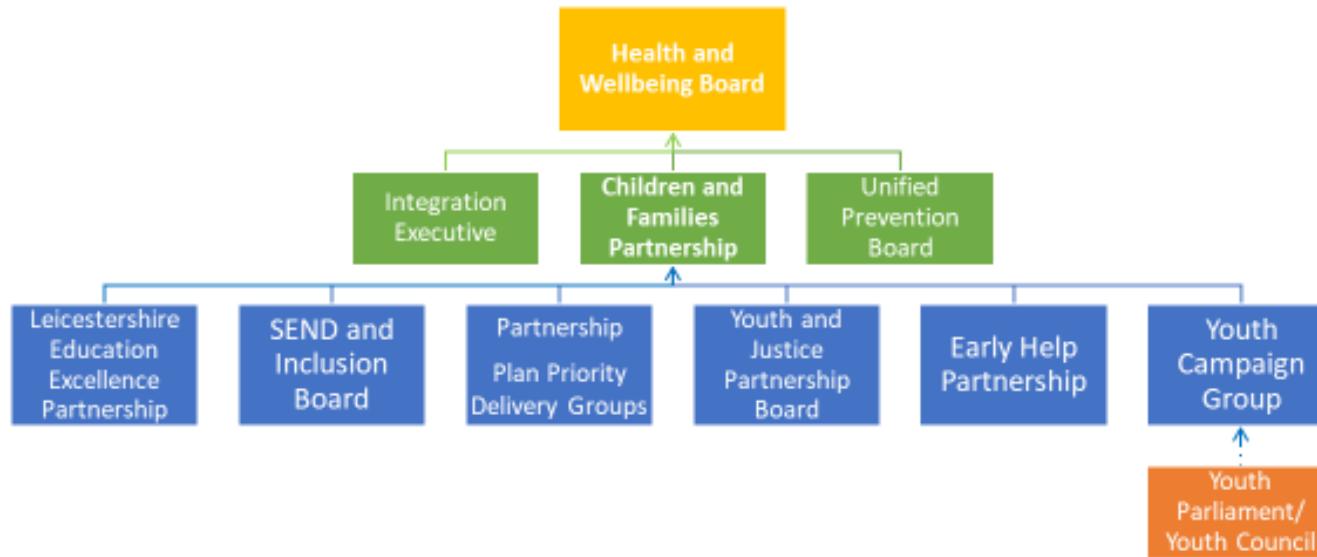 Health and
Wellbeing Board
Integration
Executive
Children and
Families
Partnership
Unified
Prevention
Board
Leicestershire
Education
Excellence
Partnership
SEND and
Inclusion
Board
Partnership
Plan Priority
Delivery Groups
Youth and
Justice
Partnership
Board
Early Help
Partnership
Youth
Campaign
Group
Youth
Parliament/
Youth Council